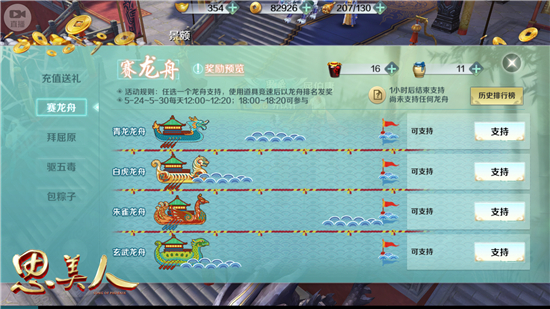 直播
354
82926
207/130
景颜
充值送礼
赛龙舟
拜屈原
驱五毒
包粽子
赛龙舟
奖励预览
活动规则：任选一个龙舟支持，使用道具竞速后以龙舟排名发奖
5-24~5-30每天12:00~12:20；18:00~18:20可参与
16
11
1小时后结束支持
尚未支持任何龙舟
历史排行榜
青龙龙舟
可支持
支持
白虎龙舟
可支持
支持
朱雀龙舟
可支持
支持
玄武龙舟
可支持
支持
思美人